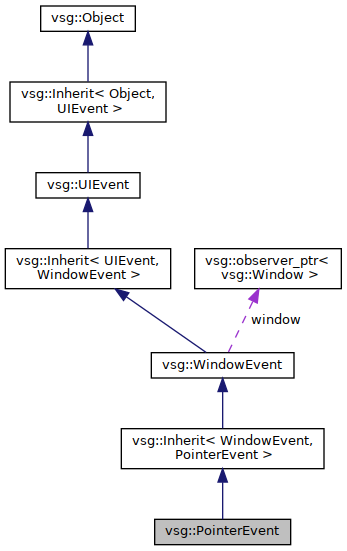 vsg::Object
vsg::Inherit< Object,
UIEvent >
vsg::UIEvent
vsg::Inherit< UIEvent,
WindowEvent >
vsg::observer_ptr<
vsg::Window >
window
vsg::WindowEvent
vsg::Inherit< WindowEvent,
PointerEvent >
vsg::PointerEvent